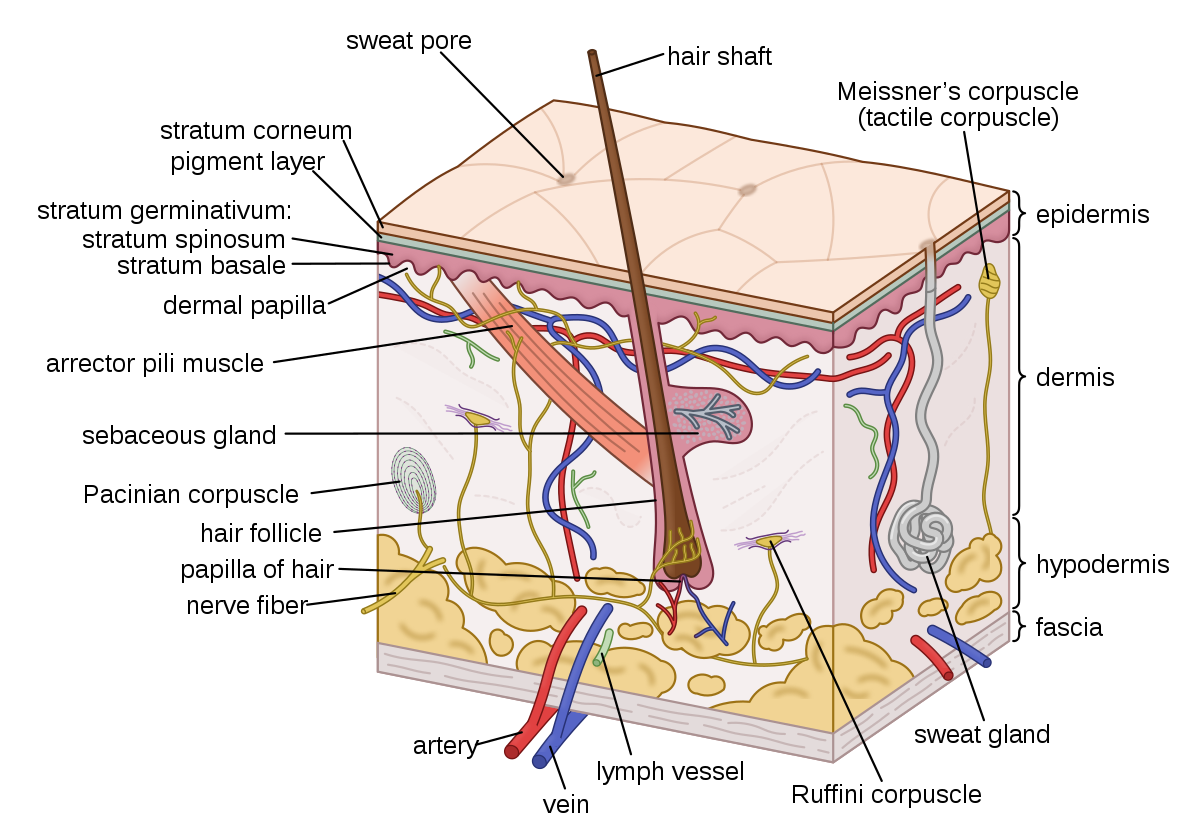 sweat pore
hair shaft
Meissner’s corpuscle
(tactile corpuscle)
stratum corneum
pigment layer
stratum germinativum:
stratum spinosum
stratum basale
dermal papilla
arrector pili muscle
sebaceous gland
Pacinian corpuscle
hair follicle
papilla of hair
nerve fiber
epidermis
dermis
hypodermis
fascia
artery
vein
lymph vessel
sweat gland
Ruffini corpuscle